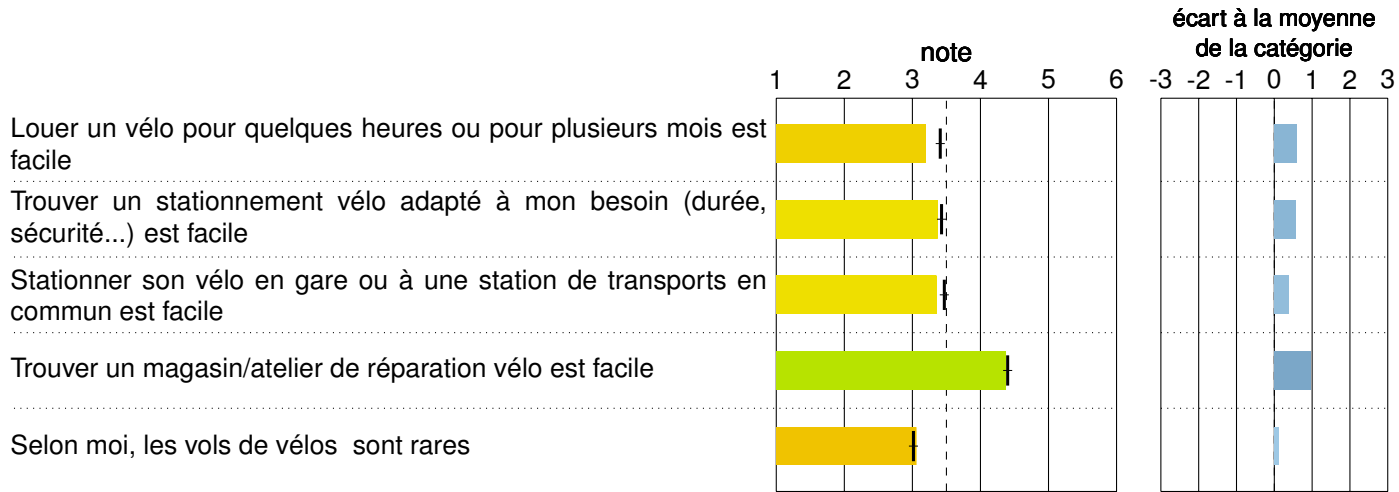 écart à la moyenne
de la catégorie
note
1 2 3 4 5 6 -3 -2 -1 0 1 2 3
Louer un vélo pour quelques heures ou pour plusieurs mois est
facile
Trouver un stationnement vélo adapté à mon besoin (durée,
sécurité...) est facile
Stationner son vélo en gare ou à une station de transports en
commun est facile
Trouver un magasin/atelier de réparation vélo est facile
Selon moi, les vols de vélos sont rares